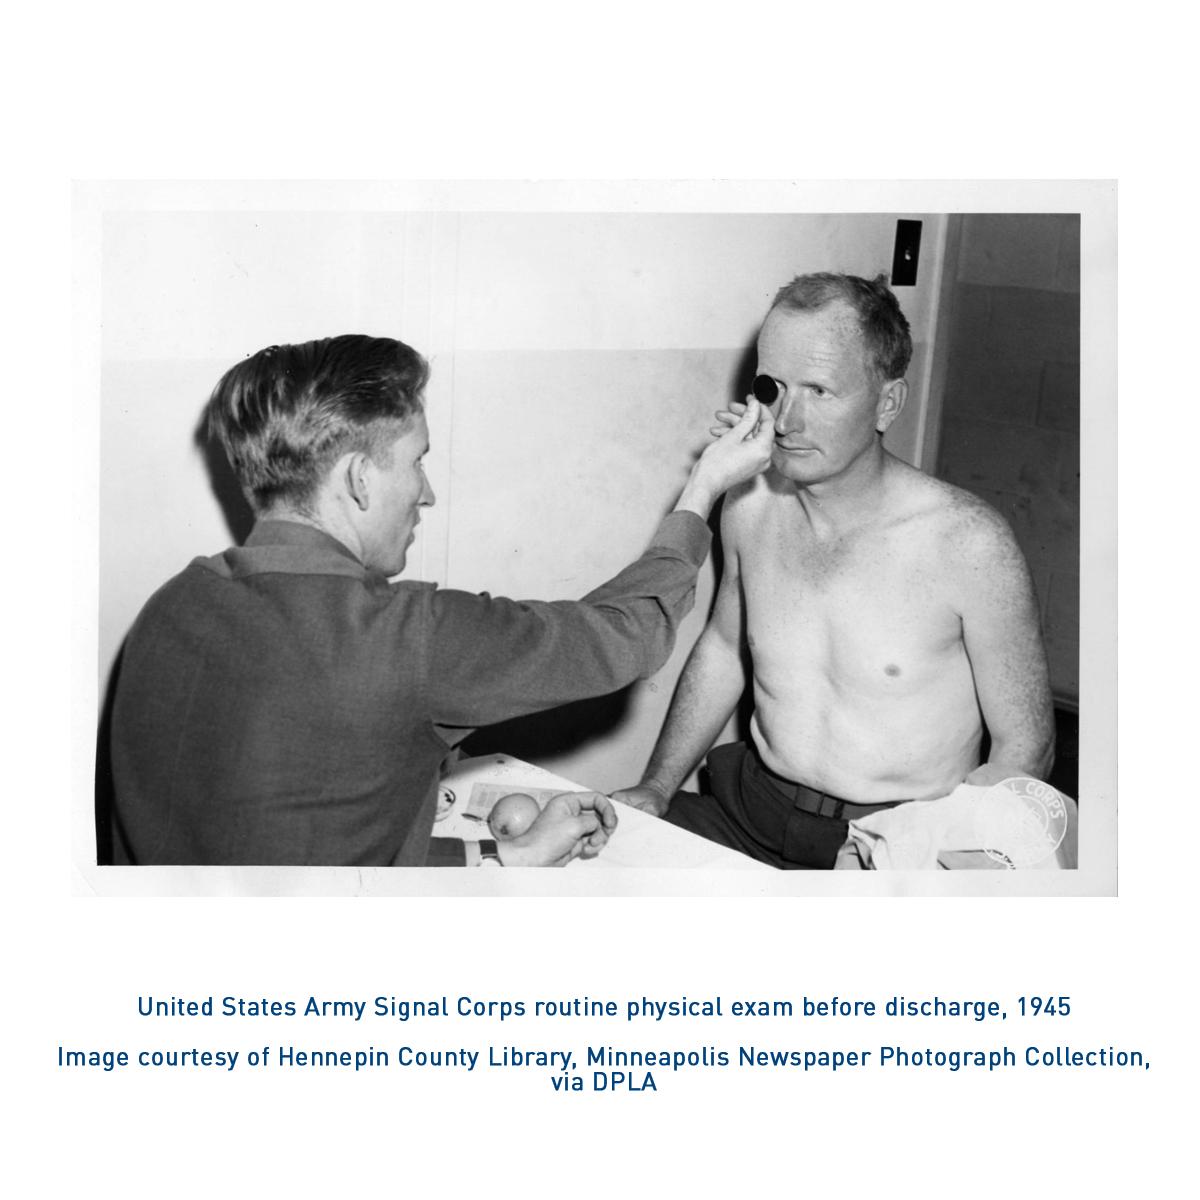 L CORPS
United States Army Signal Corps routine physical exam before discharge, 1945
Image courtesy of Hennepin County Library, Minneapolis Newspaper Photograph Collection,
via DPLA